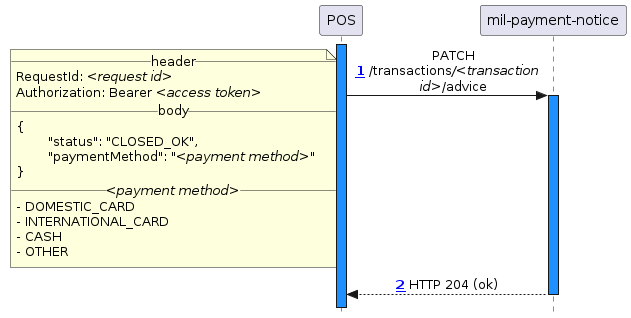 POS
mil-payment-notice
header
RequestId: <request id>
Authorization: Bearer <access token>
body
{
"status": "CLOSED_OK",
"paymentMethod": "<payment method>"
}
<payment method>
- DOMESTIC_CARD
- INTERNATIONAL_CARD
- CASH
- OTHER
PATCH
1 /transactions/<transaction
id>/advice
2 HTTP 204 (ok)